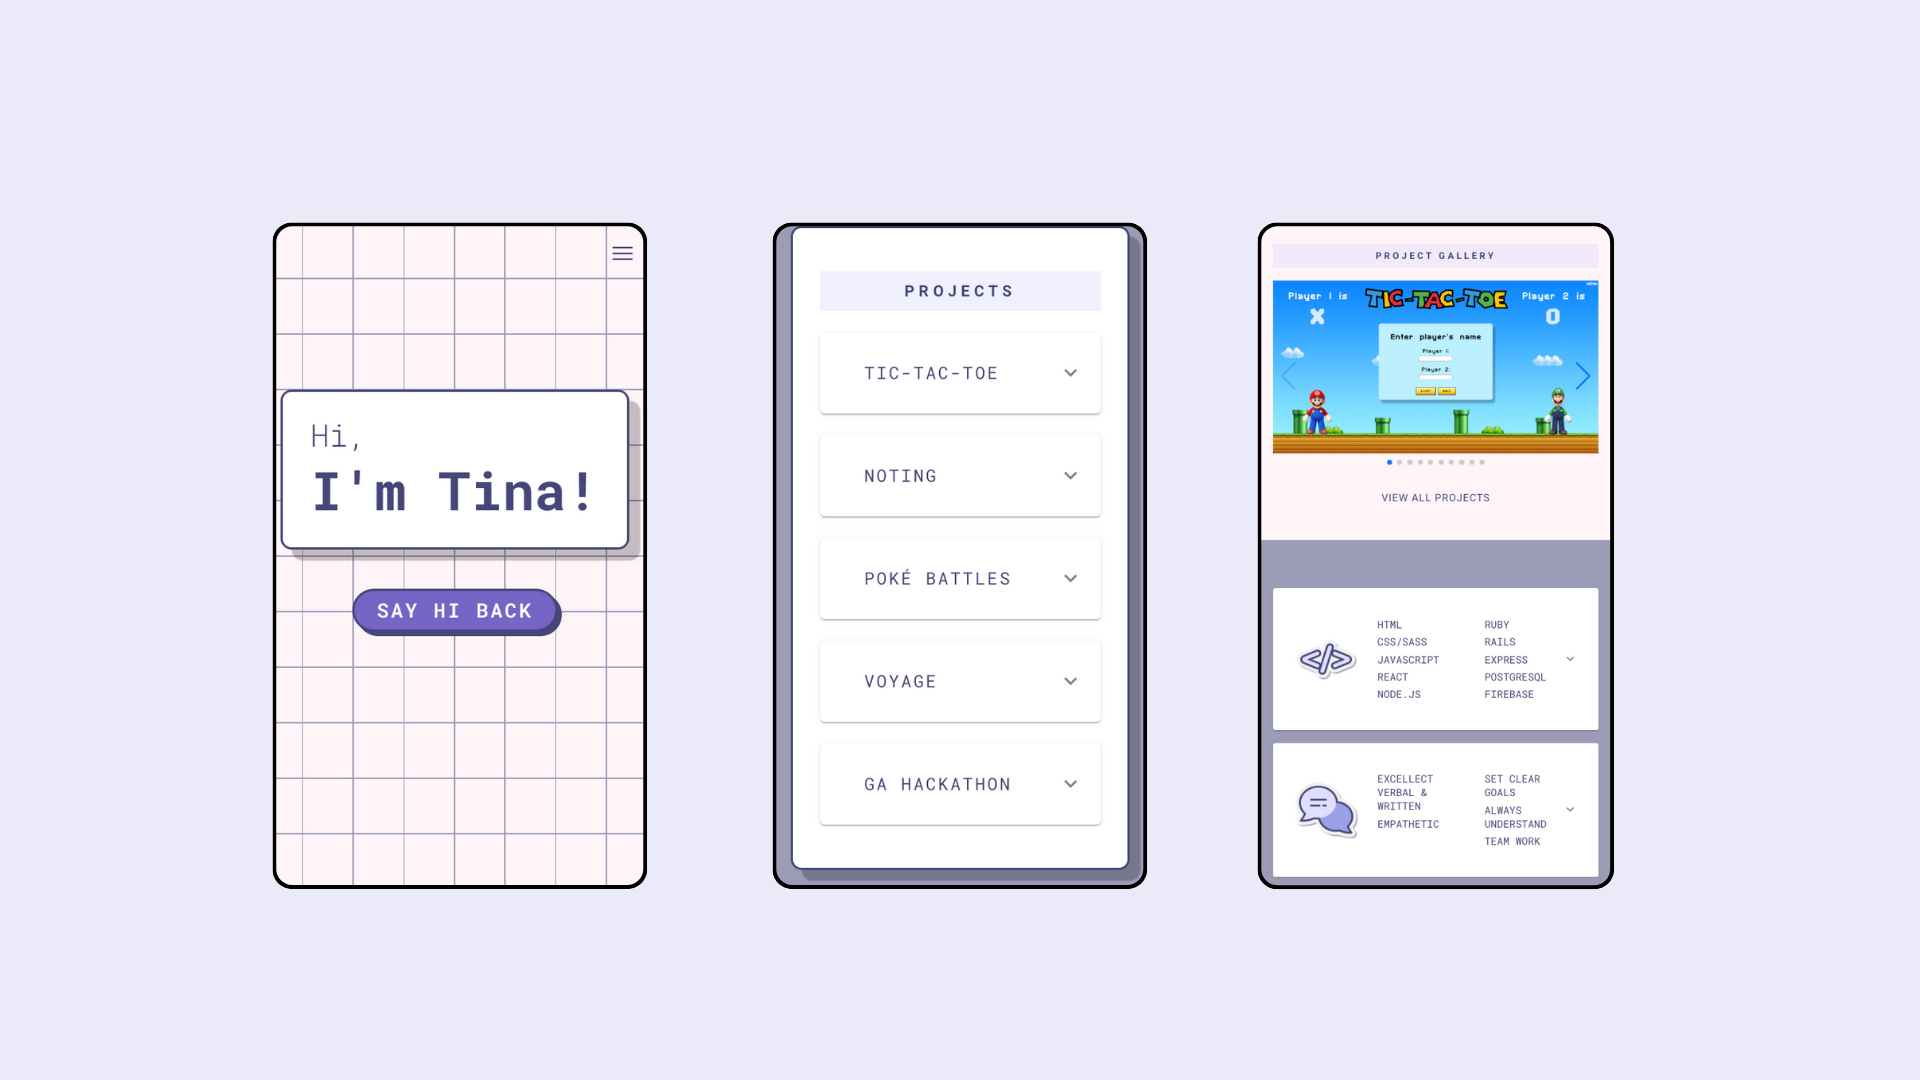 Hi,
I'm Tina!
SAY HI BACK
PROJECTS
TIC-TAC-TOE
NOTING
POKÉ BATTLES
VOYAGE
GA HACKATHON
PROJECT GALLERY
Player 1 is
TIC-TAC-TOE
Player 2 is
X
O
Enter player's name
Player 1:
Player 2:
VIEW ALL PROJECTS
HTML
CSS/SASS
JAVASCRIPT
REACT
NODE.JS
RUBY
RAILS
EXPRESS
POSTGRESQL
FIREBASE
EXCELLECT
VERBAL &
WRITTEN
EMPATHETIC
SET CLEAR
GOALS
ALWAYS
UNDERSTAND
TEAM WORK